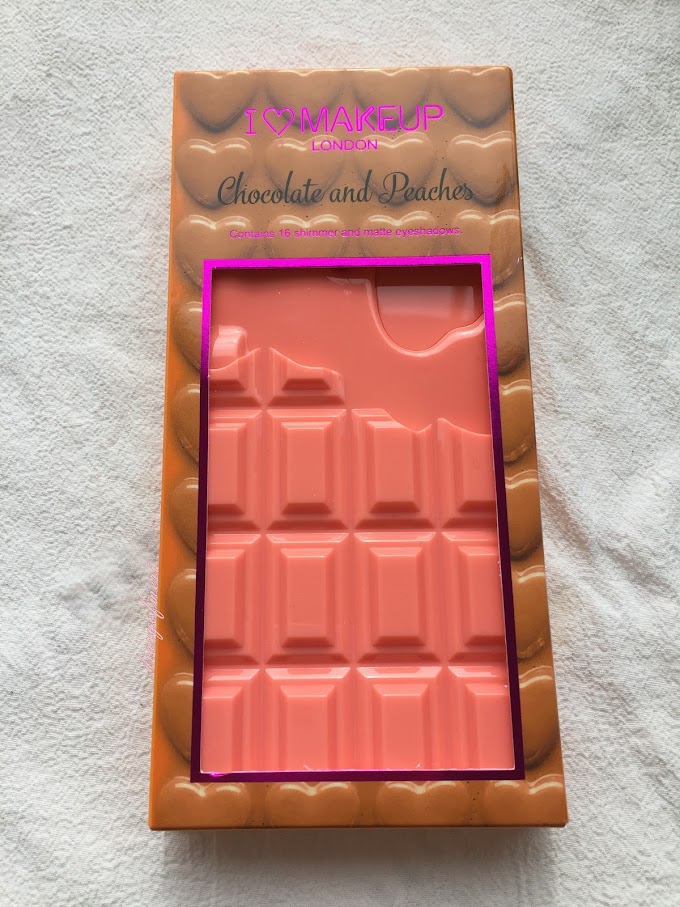 I ♡ MAKEUP
LONDON
Chocolate and Peaches
Contains 16 shimmer and matte eyeshadows.